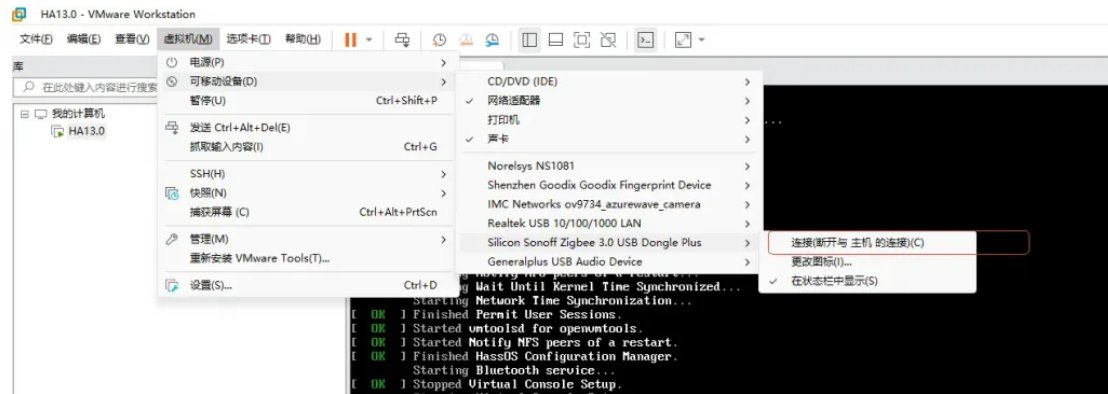 HA13.0 - VMware Workstation
文件(F) 编辑(E) 查看(V) 虚拟机(M) 选项卡(T) 帮助(H)
库
在此处键入内容进行搜索
我的计算机
HA13.0
电源(P)
可移动设备(D)
暂停(U) Ctrl+Shift+P
发送 Ctrl+Alt+Del(E)
抓取输入内容(I) Ctrl+G
SSH(H)
快照(N)
捕获屏幕 (C) Ctrl+Alt+PrtScn
管理(M)
重新安装 VMware Tools(T)...
设置(S)... Ctrl+D
CD/DVD (IDE)
网络适配器
打印机
声卡
Norelsys NS1081
Shenzhen Goodix Goodix Fingerprint Device
IMC Networks ov9734_azurewave_camera
Realtek USB 10/100/1000 LAN
Silicon Sonoff Zigbee 3.0 USB Dongle Plus
Generalplus USB Audio Device
连接(断开与 主机 的连接)(C)
更改图标(I)...
在状态栏中显示(S)
...
Notify NFS peers of a restart...
ng Wait Until Kernel Time Synchronized...
Starting Network Time Synchronization...
[ OK ] Finished Permit User Sessions.
[ OK ] Started vmtoolsd for openvmtools.
[ OK ] Started Notify NFS peers of a restart.
[ OK ] Finished HassOS Configuration Manager.
Starting Bluetooth service...
[ OK ] Stopped Virtual Console Setup.